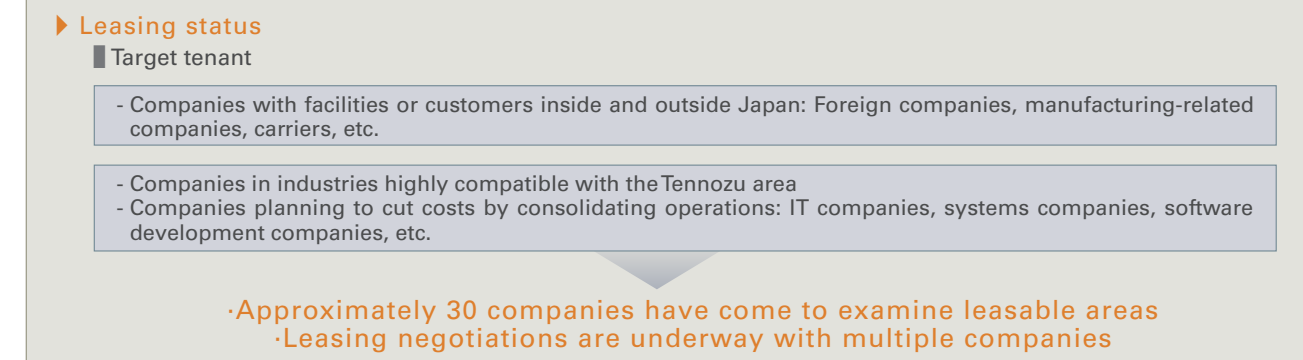 Leasing status
Target tenant
- Companies with facilities or customers inside and outside Japan: Foreign companies, manufacturing-related
companies, carriers, etc.
- Companies in industries highly compatible with the Tennozu area
- Companies planning to cut costs by consolidating operations: IT companies, systems companies, software
development companies, etc.
·Approximately 30 companies have come to examine leasable areas
·Leasing negotiations are underway with multiple companies